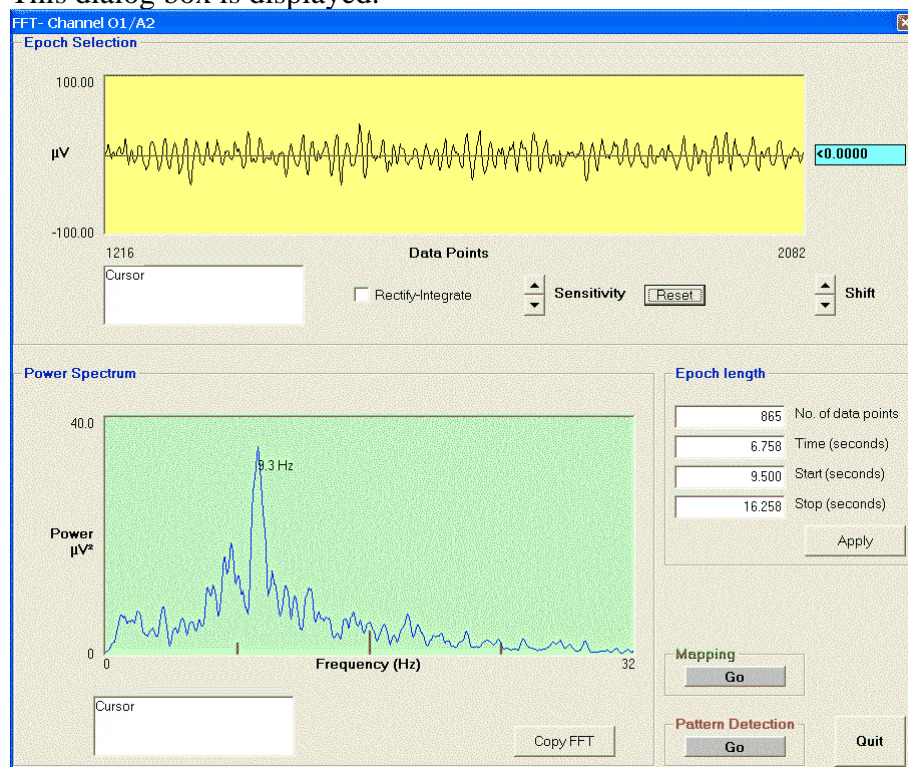 This dialog box is displayed.
FFT- Channel O1/A2
Epoch Selection
100.00
µV
<0.0000
-100.00
1216 Data Points 2082
Cursor
Rectify-Integrate Sensitivity Reset Shift
Power Spectrum
40.0
9.3 Hz
Power
µV²
0
0 Frequency (Hz) 32
Cursor
Copy FFT
Epoch length
865 No. of data points
6.758 Time (seconds)
9.500 Start (seconds)
16.258 Stop (seconds)
Apply
Mapping
Go
Pattern Detection
Go
Quit